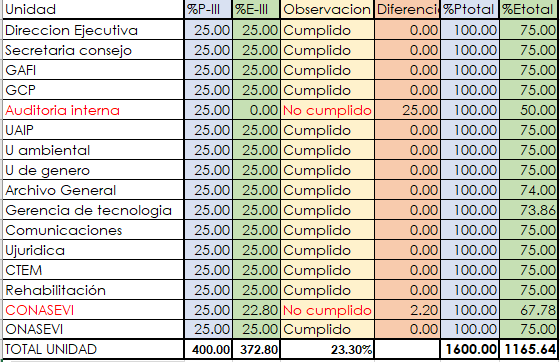 Unidad %P-III %E-III Observacion Diferenci %Ptotal %Etotal
Direccion Ejecutiva 25.00 25.00 Cumplido 0.00 100.00 75.00
Secretaria consejo 25.00 25.00 Cumplido 0.00 100.00 75.00
GAFI 25.00 25.00 Cumplido 0.00 100.00 75.00
GCP 25.00 25.00 Cumplido 0.00 100.00 75.00
Auditoria interna 25.00 0.00 No cumplido 25.00 100.00 50.00
UAIP 25.00 25.00 Cumplido 0.00 100.00 75.00
U ambiental 25.00 25.00 Cumplido 0.00 100.00 75.00
U de genero 25.00 25.00 Cumplido 0.00 100.00 75.00
Archivo General 25.00 25.00 Cumplido 0.00 100.00 74.00
Gerencia de tecnologia 25.00 25.00 Cumplido 0.00 100.00 73.86
Comunicaciones 25.00 25.00 Cumplido 0.00 100.00 75.00
Ujuridica 25.00 25.00 Cumplido 0.00 100.00 75.00
CTEM 25.00 25.00 Cumplido 0.00 100.00 75.00
Rehabilitación 25.00 25.00 Cumplido 0.00 100.00 75.00
CONASEVI 25.00 22.80 No cumplido 2.20 100.00 67.78
ONASEVI 25.00 25.00 Cumplido 0.00 100.00 75.00
TOTAL UNIDAD 400.00 372.80 23.30% 1600.00 1165.64